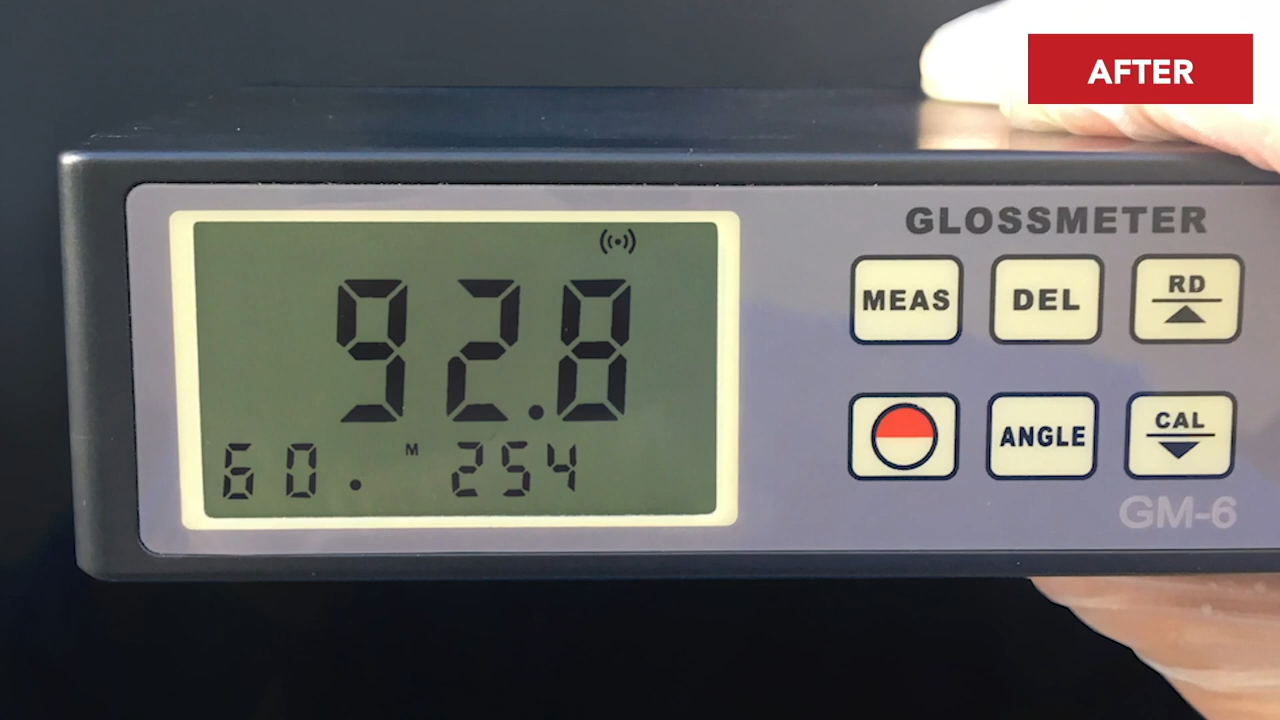 AFTER
GLOSSMETER
92.8
60. M 254
MEAS DEL RD
ANGLE CAL
GM-6